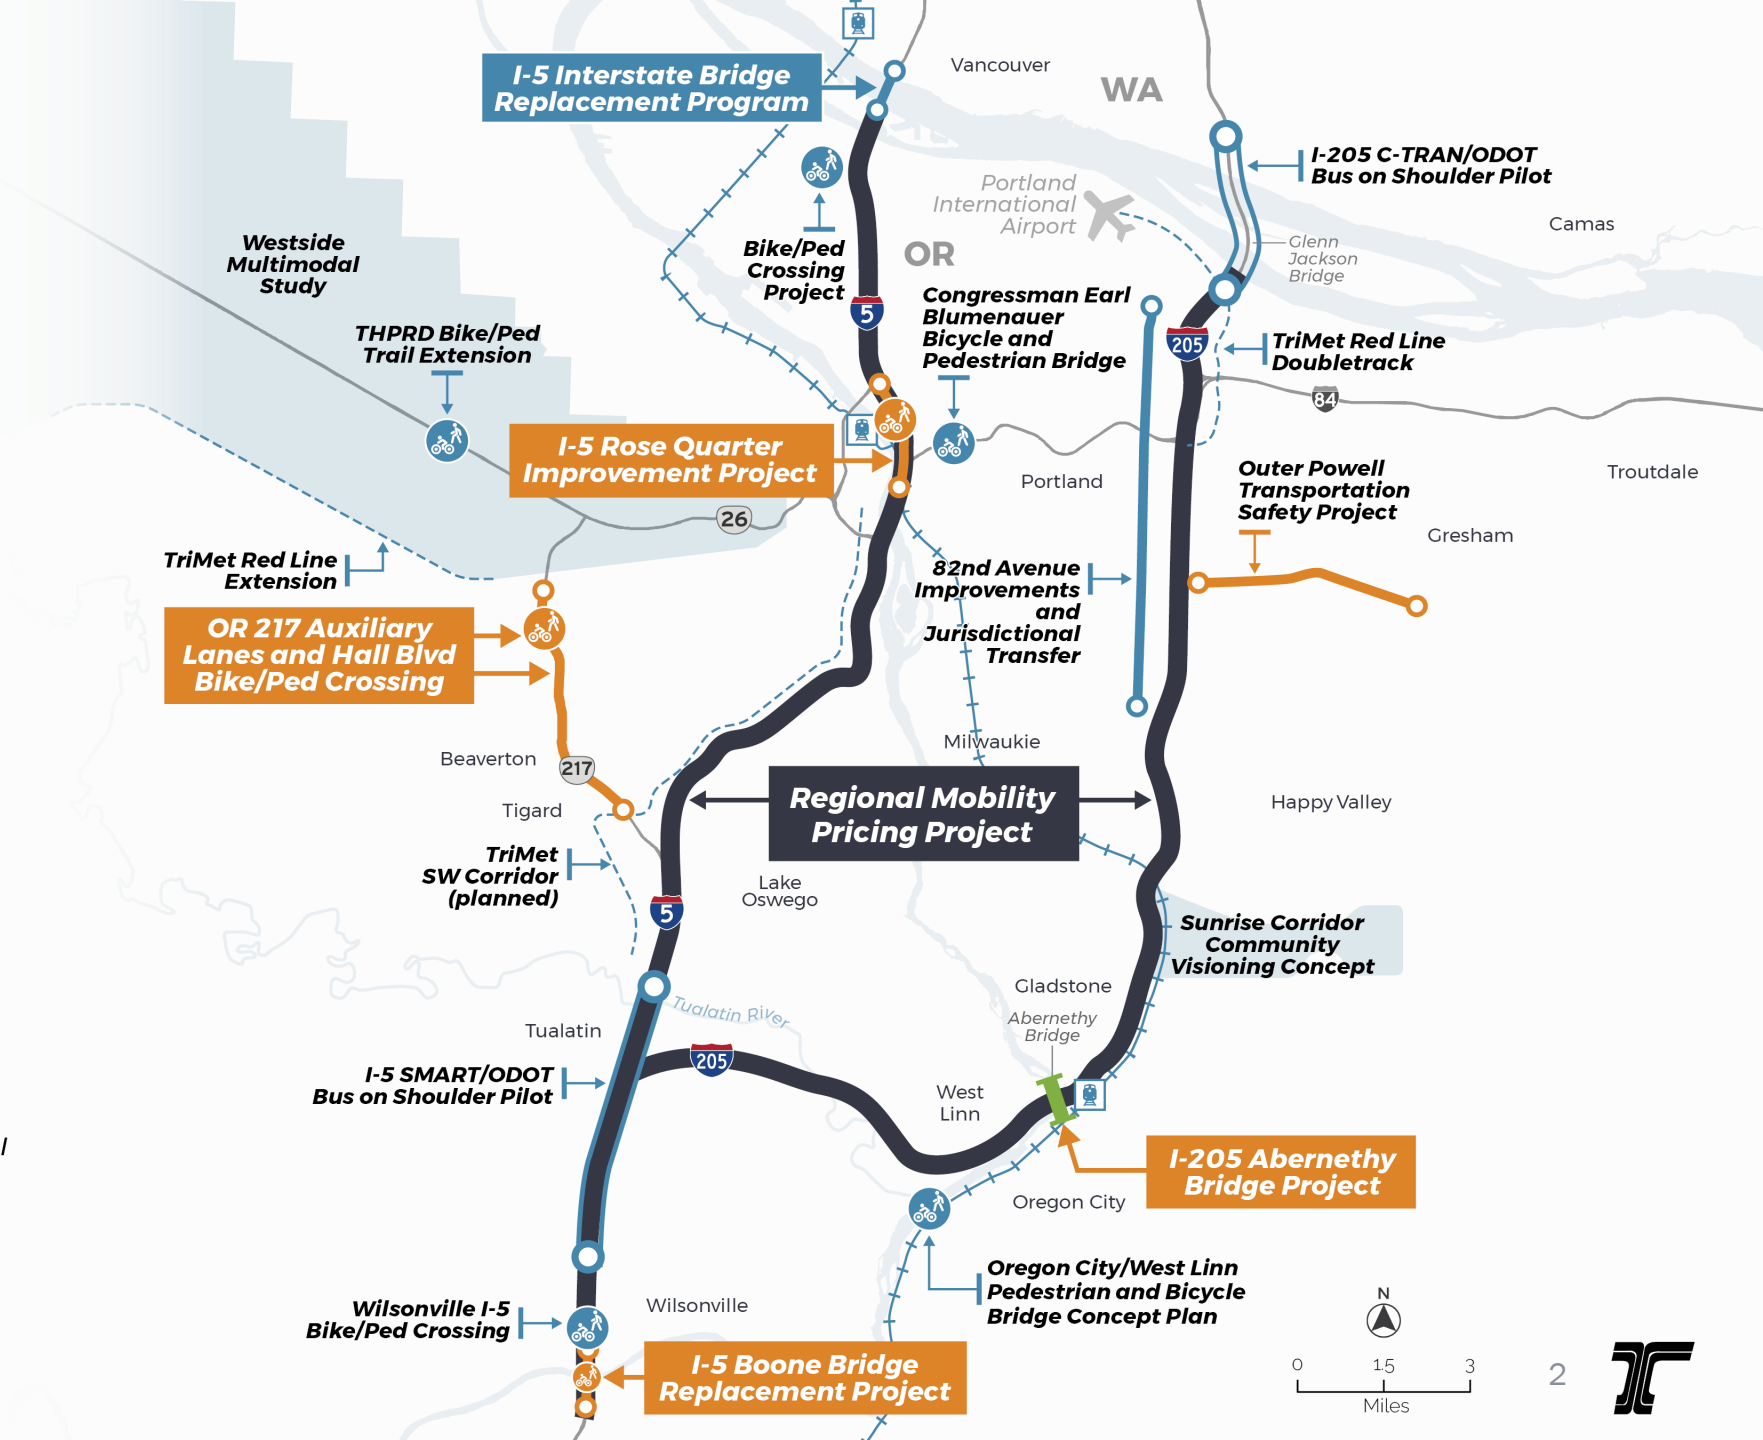 I-5 Interstate Bridge
Replacement Program
Vancouver
WA
I-205 C-TRAN/ODOT
Bus on Shoulder Pilot
Portland
International
Airport
Camas
Westside
Multimodal
Study
Bike/Ped
Crossing
Project
OR
Glenn
Jackson
Bridge
Congressman Earl
Blumenauer
Bicycle and
Pedestrian Bridge
5
205
TriMet Red Line
Doubletrack
THPRD Bike/Ped
Trail Extension
84
I-5 Rose Quarter
Improvement Project
Portland
Outer Powell
Transportation
Safety Project
Troutdale
26
Gresham
TriMet Red Line
Extension
82nd Avenue
Improvements
and
Jurisdictional
Transfer
OR 217 Auxiliary
Lanes and Hall Blvd
Bike/Ped Crossing
Beaverton
217
Milwaukie
Tigard
Regional Mobility
Pricing Project
Happy Valley
TriMet
SW Corridor
(planned)
Lake
Oswego
5
Sunrise Corridor
Community
Visioning Concept
Gladstone
Tualatin River
Abernethy
Bridge
Tualatin
205
I-5 SMART/ODOT
Bus on Shoulder Pilot
West
Linn
l
I-205 Abernethy
Bridge Project
Oregon City
Oregon City/West Linn
Pedestrian and Bicycle
Bridge Concept Plan
Wilsonville I-5
Bike/Ped Crossing
Wilsonville
N
I-5 Boone Bridge
Replacement Project
0 1.5 3
Miles
2